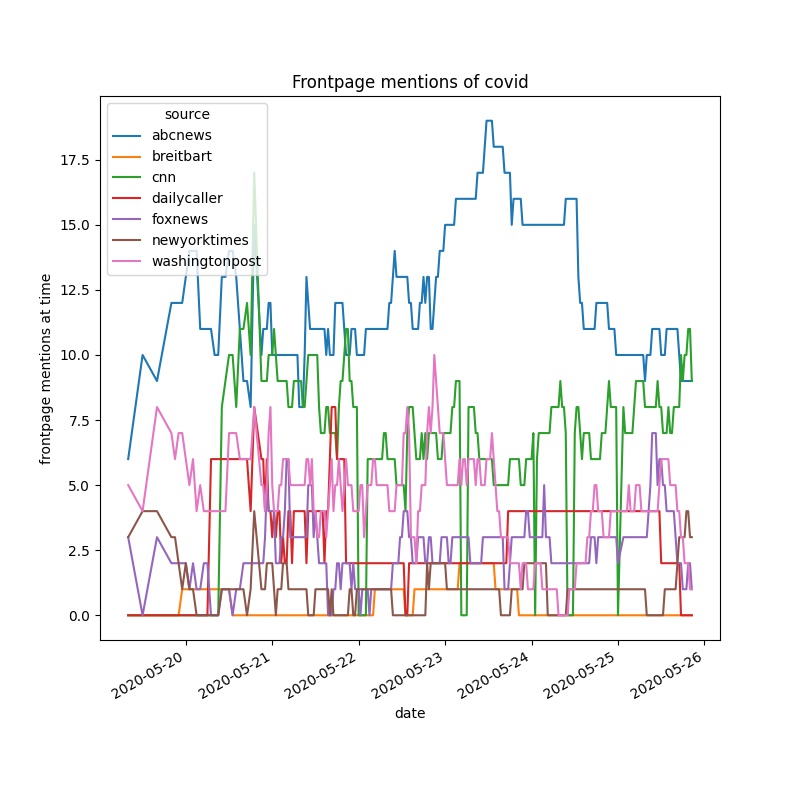 Frontpage mentions of covid
source
abcnews
breitbart
cnn
dailycaller
foxnews
newyorktimes
washingtonpost
17.5
15.0
12.5
10.0
7.5
5.0
2.5
0.0
frontpage mentions at time
2020-05-20
2020-05-21
2020-05-22
2020-05-23
2020-05-24
2020-05-25
2020-05-26
date